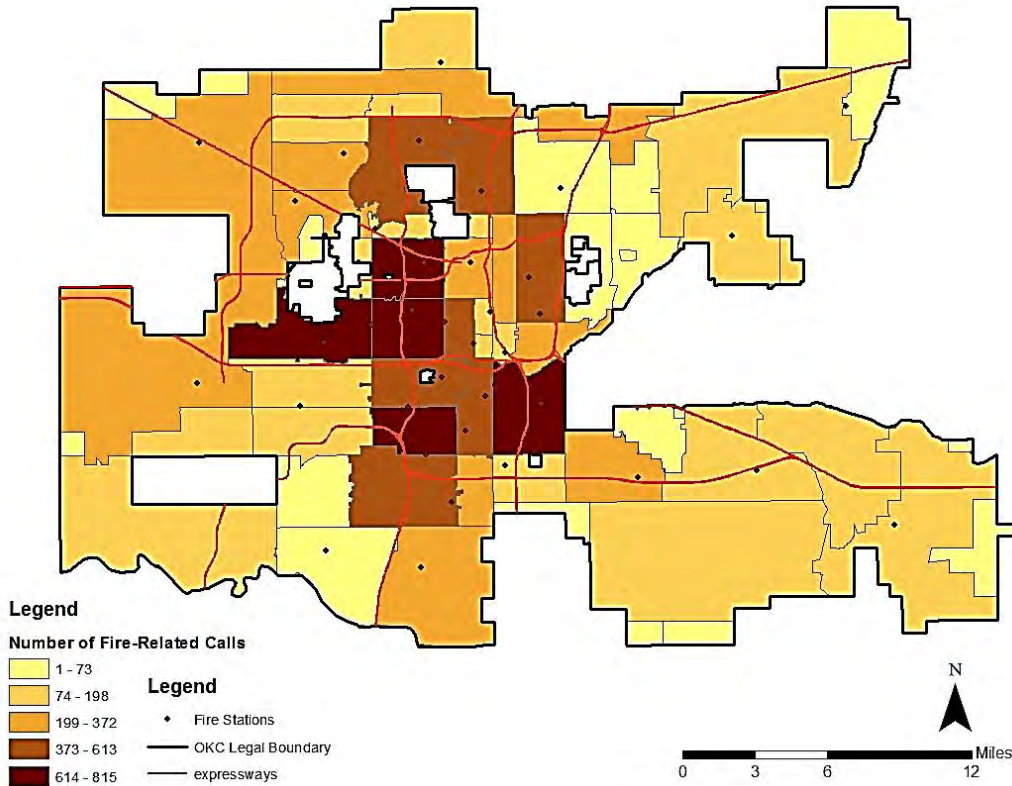 Legend
Number of Fire-Related Calls
1 - 73
74 - 198
199 - 372
373 - 613
614 - 815
Legend
Fire Stations
OKC Legal Boundary
expressways
N
Miles
0 3 6 12